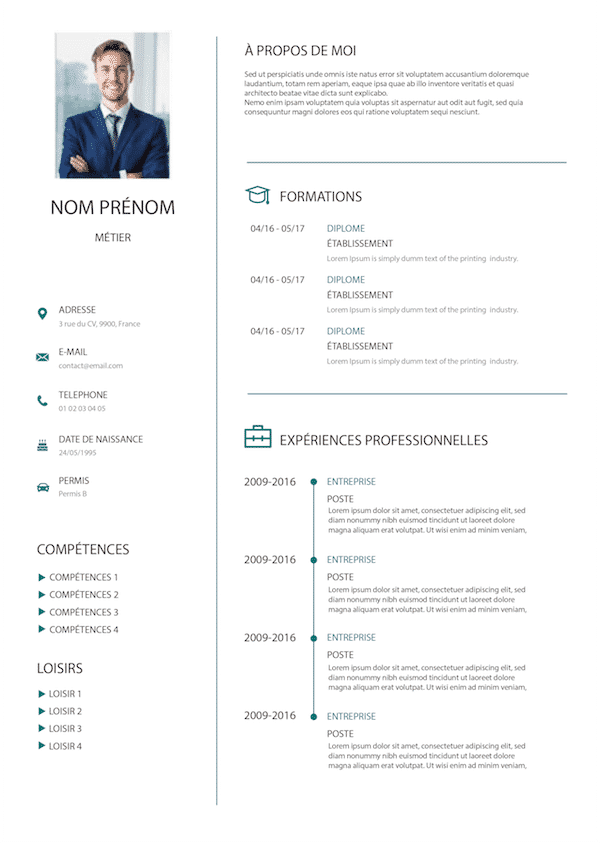 NOM PRÉNOM
MÉTIER
ADRESSE
3 rue du CV, 9900, France
E-MAIL
contact@email.com
TELEPHONE
01 02 03 04 05
DATE DE NAISSANCE
24/05/1995
PERMIS
Permis B
COMPÉTENCES
COMPÉTENCES 1
COMPÉTENCES 2
COMPÉTENCES 3
COMPÉTENCES 4
LOISIRS
LOISIR 1
LOISIR 2
LOISIR 3
LOISIR 4
À PROPOS DE MOI
Sed ut perspiciatis unde omnis iste natus error sit voluptatem accusantium doloremque
laudantium, totam rem aperiam, eaque ipsa quae ab illo inventore veritatis et quasi
architecto beatae vitae dicta sunt explicabo.
Nemo enim ipsam voluptatem quia voluptas sit aspernatur aut odit aut fugit, sed quia
consequuntur magni dolores eos qui ratione voluptatem sequi nesciunt.
FORMATIONS
04/16 - 05/17 DIPLOME
ÉTABLISSEMENT
Lorem Ipsum is simply dumm text of the printing industry.
04/16 - 05/17 DIPLOME
ÉTABLISSEMENT
Lorem Ipsum is simply dumm text of the printing industry.
04/16 - 05/17 DIPLOME
ÉTABLISSEMENT
Lorem Ipsum is simply dumm text of the printing industry.
EXPÉRIENCES PROFESSIONNELLES
2009-2016 ENTREPRISE
POSTE
Lorem ipsum dolor sit amet, consectetuer adipiscing elit, sed
diam nonummy nibh euismod tincidunt ut laoreet dolore
magna aliquam erat volutpat. Ut wisi enim ad minim veniam,
2009-2016 ENTREPRISE
POSTE
Lorem ipsum dolor sit amet, consectetuer adipiscing elit, sed
diam nonummy nibh euismod tincidunt ut laoreet dolore
magna aliquam erat volutpat. Ut wisi enim ad minim veniam,
2009-2016 ENTREPRISE
POSTE
Lorem ipsum dolor sit amet, consectetuer adipiscing elit, sed
diam nonummy nibh euismod tincidunt ut laoreet dolore
magna aliquam erat volutpat. Ut wisi enim ad minim veniam,
2009-2016 ENTREPRISE
POSTE
Lorem ipsum dolor sit amet, consectetuer adipiscing elit, sed
diam nonummy nibh euismod tincidunt ut laoreet dolore
magna aliquam erat volutpat. Ut wisi enim ad minim veniam,